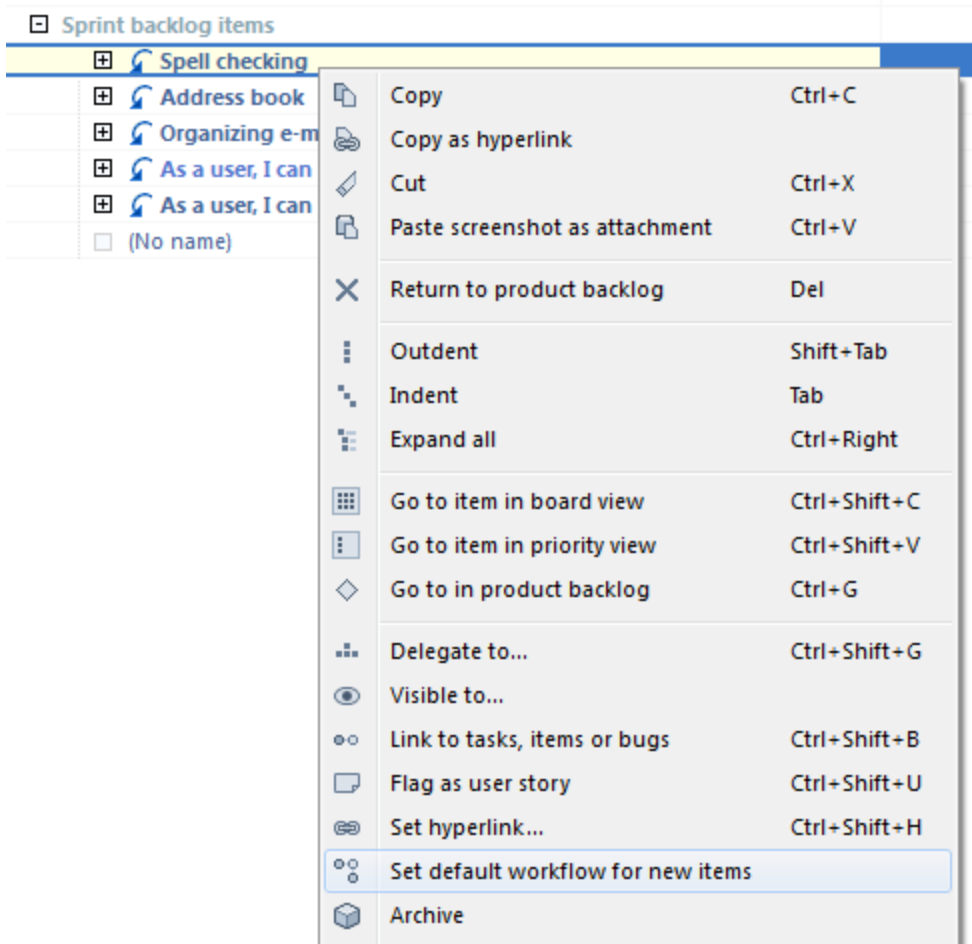 Sprint backlog items
Spell checking
Address book
Organizing e-m
As a user, I can
As a user, I can
(No name)
Copy Ctrl+C
Copy as hyperlink
Cut Ctrl+X
Paste screenshot as attachment Ctrl+V
Return to product backlog Del
Outdent Shift+Tab
Indent Tab
Expand all Ctrl+Right
Go to item in board view Ctrl+Shift+C
Go to item in priority view Ctrl+Shift+V
Go to in product backlog Ctrl+G
Delegate to... Ctrl+Shift+G
Visible to...
Link to tasks, items or bugs Ctrl+Shift+B
Flag as user story Ctrl+Shift+U
Set hyperlink... Ctrl+Shift+H
Set default workflow for new items
Archive